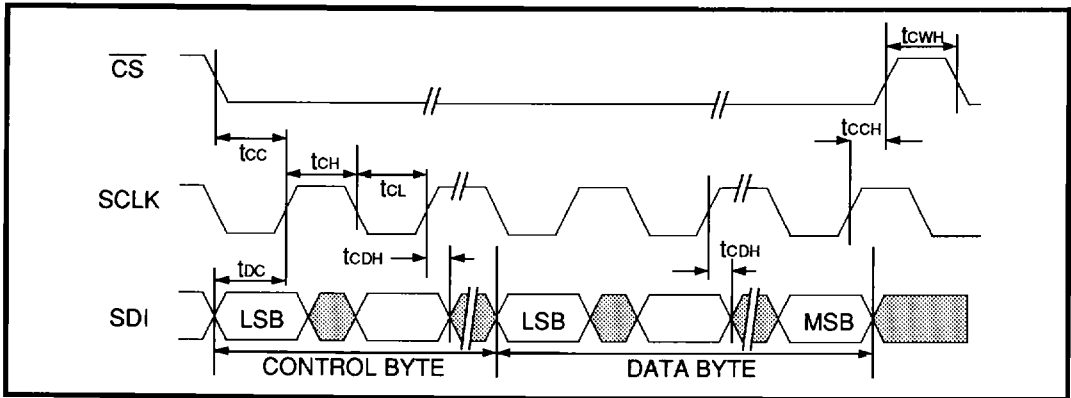 tCWH
CS
tCCH
tCC
tCH
tCL
SCLK
tCDH
tCDH
tDC
SDI
LSB
LSB
MSB
CONTROL BYTE
DATA BYTE